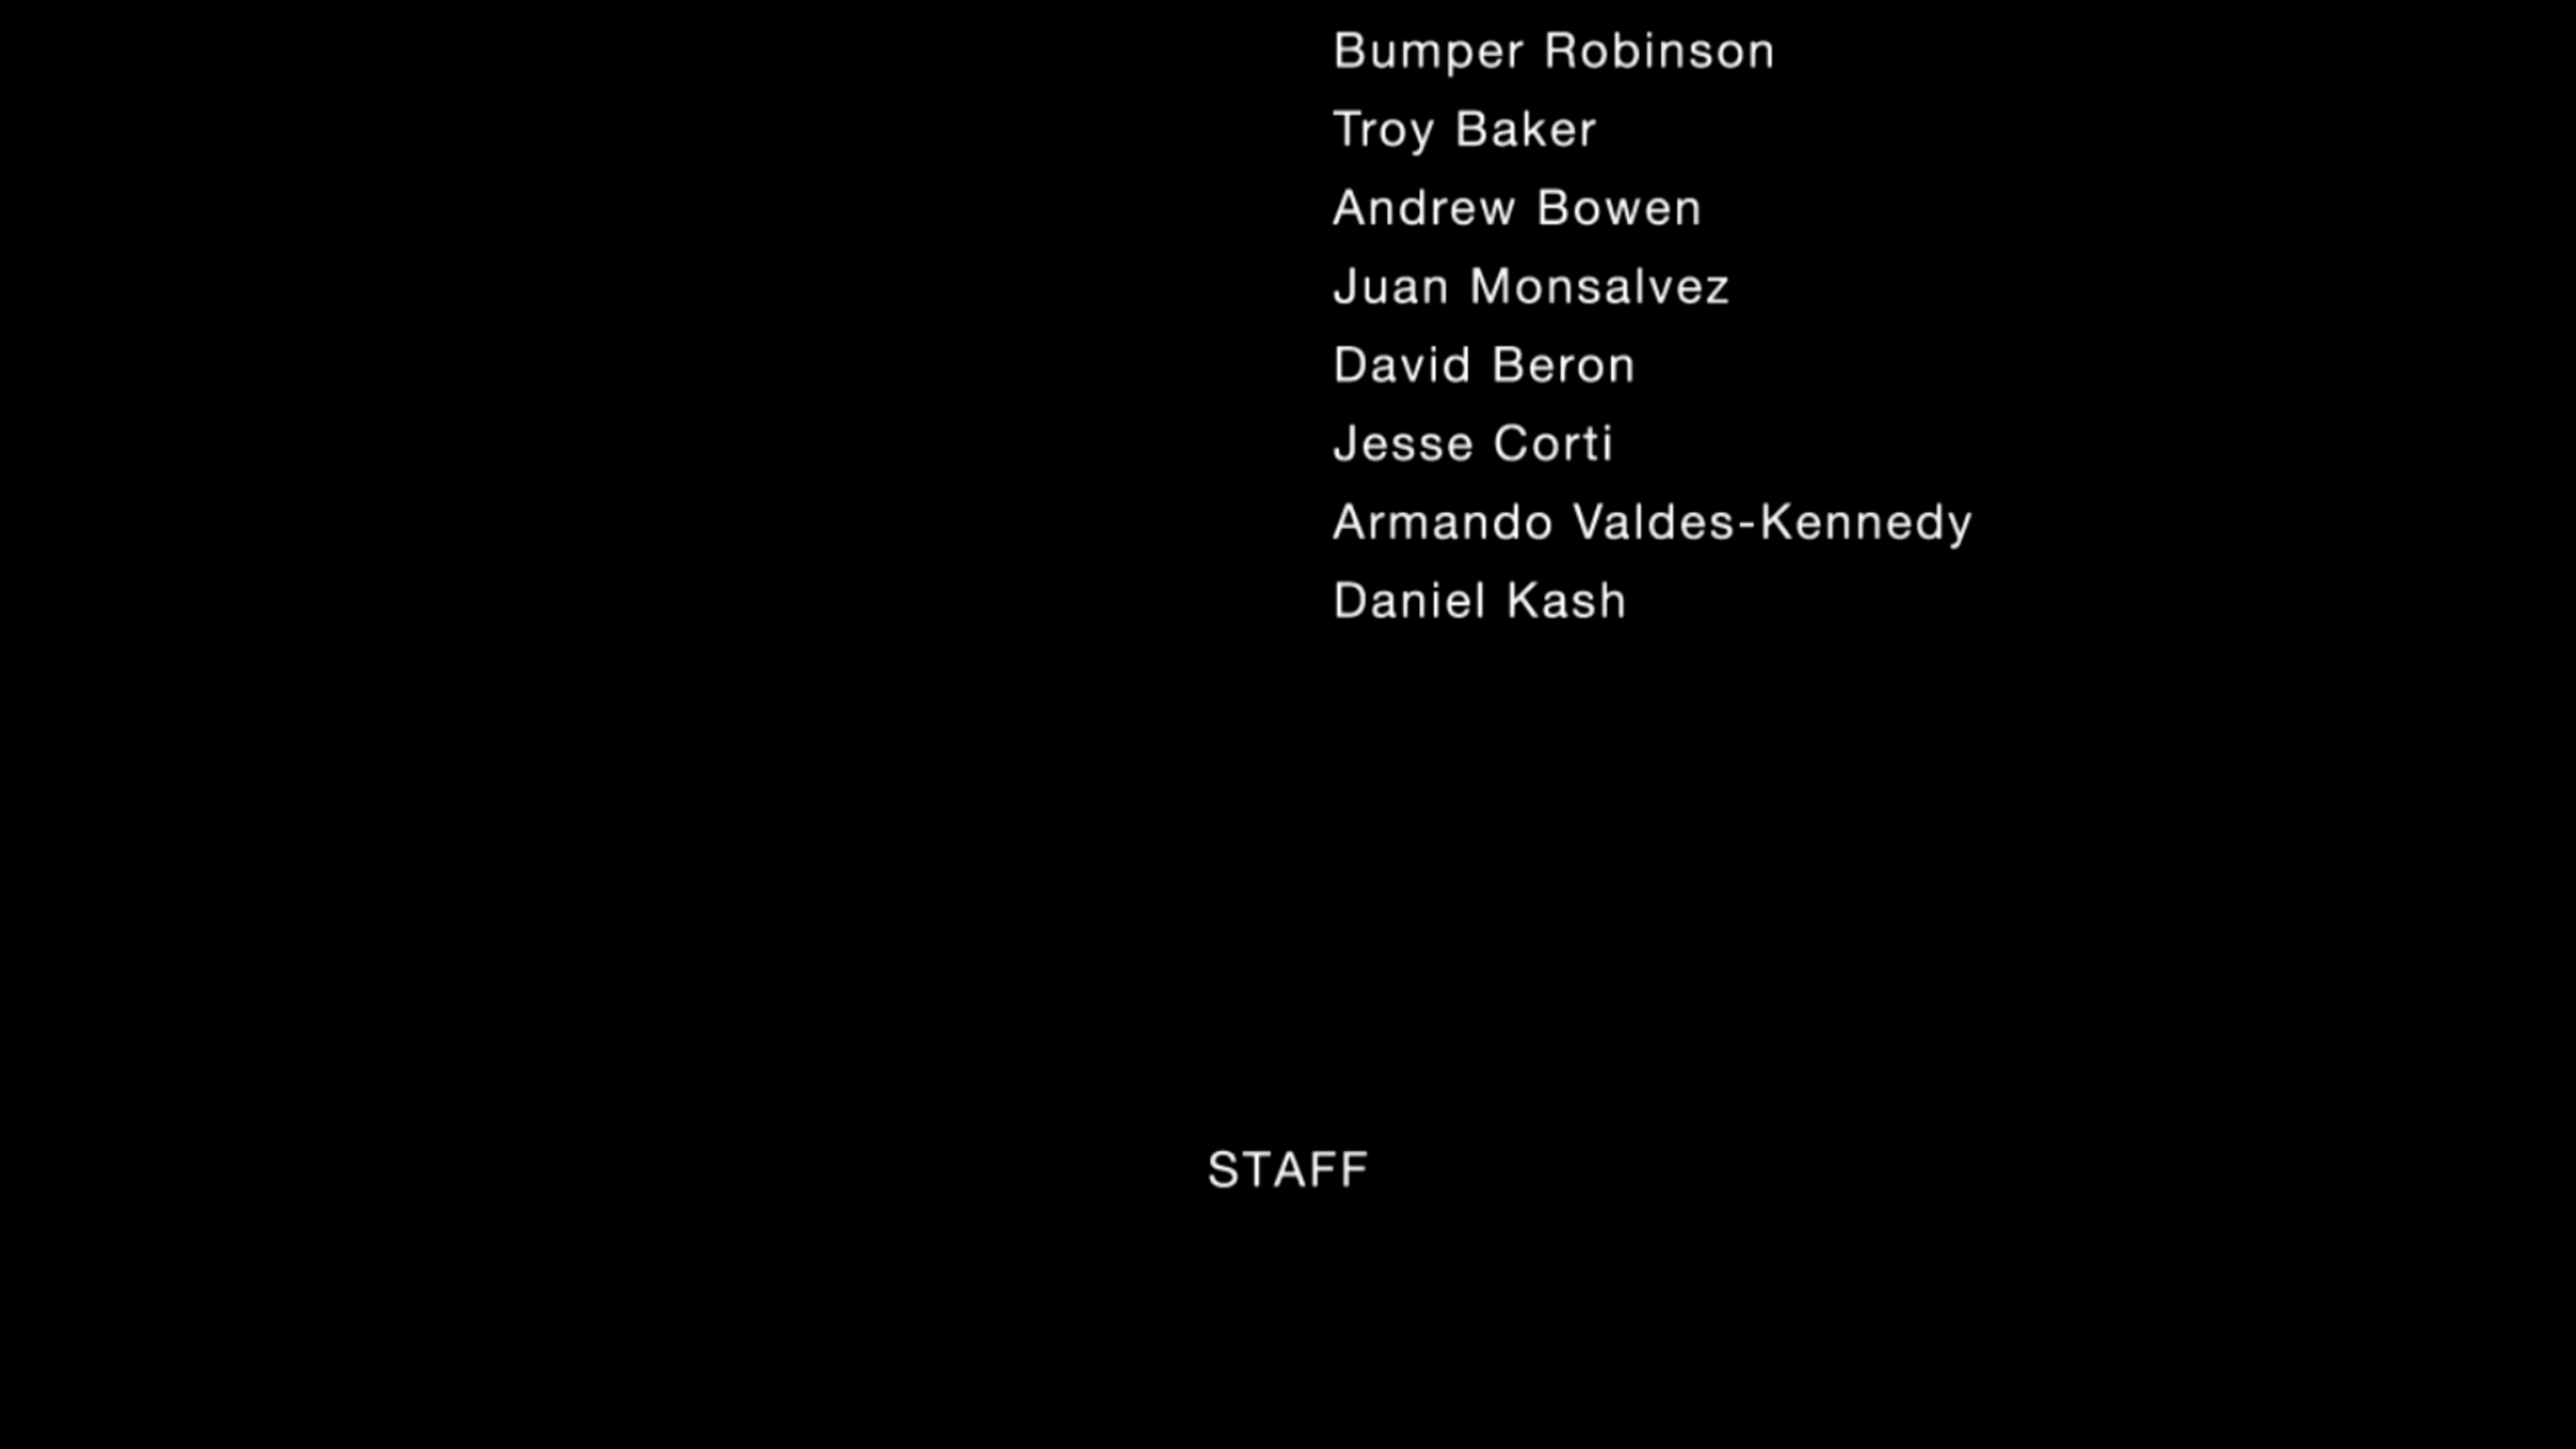 Bumper Robinson
Troy Baker
Andrew Bowen
Juan Monsalvez
David Beron
Jesse Corti
Armando Valdes-Kennedy
Daniel Kash
STAFF